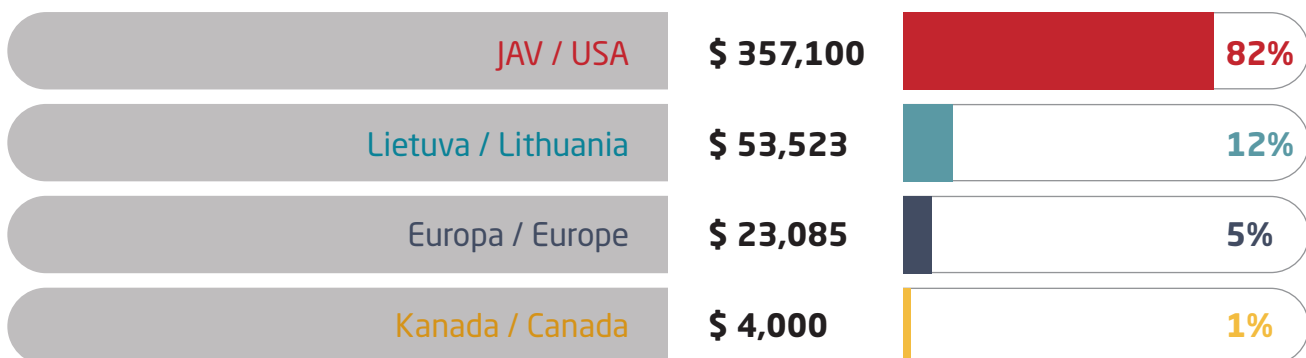 JAV / USA $ 357,100 82%
Lietuva / Lithuania $ 53,523 12%
Europa / Europe $ 23,085 5%
Kanada / Canada $ 4,000 1%